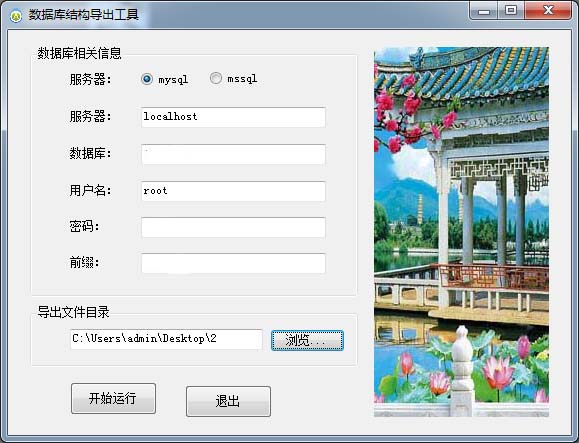 数据库结构导出工具
数据库相关信息
服务器: mysql mssql
服务器: localhost
数据库:
用户名: root
密码:
前缀:
导出文件目录
C:\Users\admin\Desktop\2 浏览...
开始运行 退出